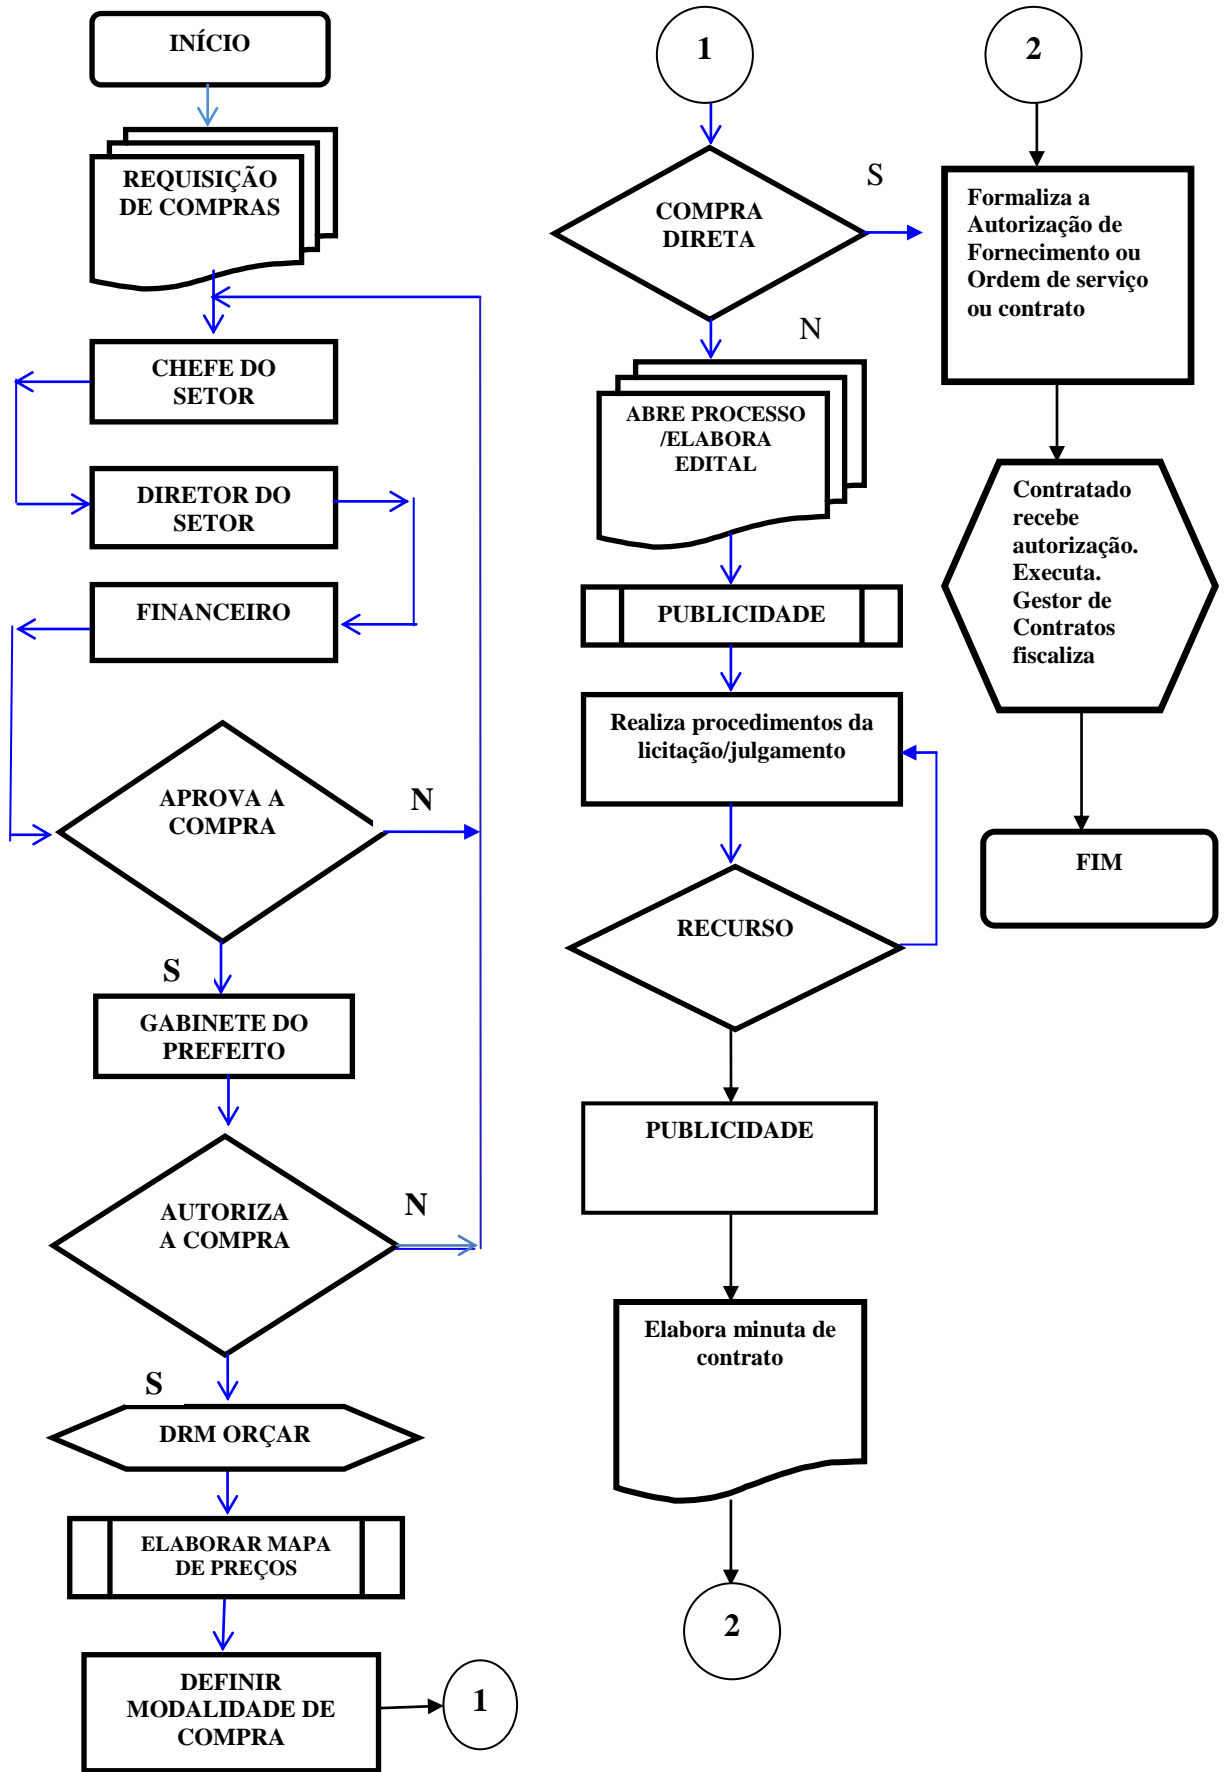 INÍCIO
REQUISIÇÃO
DE COMPRAS
CHEFE DO
SETOR
DIRETOR DO
SETOR
FINANCEIRO
APROVA A
COMPRA
N
S
GABINETE DO
PREFEITO
AUTORIZA
A COMPRA
N
S
DRM ORÇAR
ELABORAR MAPA
DE PREÇOS
DEFINIR
MODALIDADE DE
COMPRA
1
1
COMPRA
DIRETA
S
N
ABRE PROCESSO
/ELABORA
EDITAL
PUBLICIDADE
Realiza procedimentos da
licitação/julgamento
RECURSO
PUBLICIDADE
Elabora minuta de
contrato
2
2
Formaliza a
Autorização de
Fornecimento ou
Ordem de serviço
ou contrato
Contratado
recebe
autorização.
Executa.
Gestor de
Contratos
fiscaliza
FIM